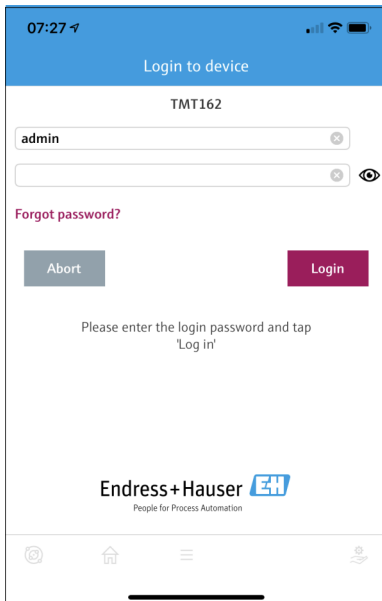 07:27
Login to device
TMT162
admin
Forgot password?
Abort
Login
Please enter the login password and tap
'Log in'
Endress+Hauser EH
People for Process Automation